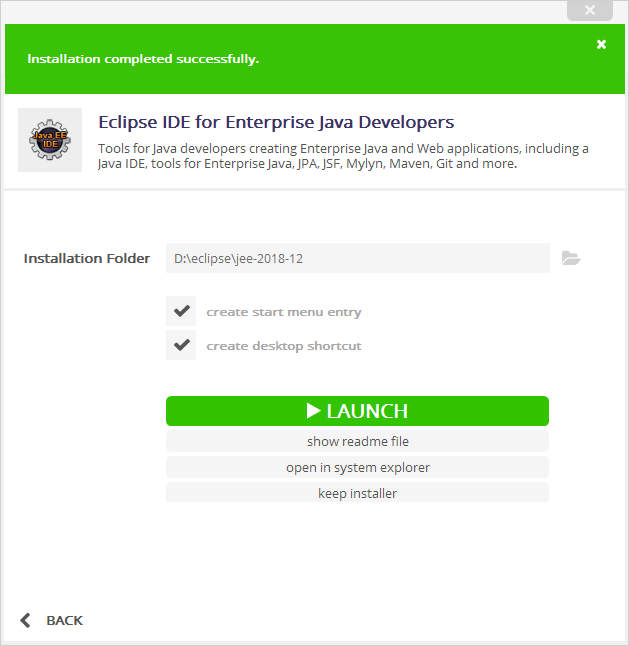 Installation completed successfully.
Java EE
IDE
Eclipse IDE for Enterprise Java Developers
Tools for Java developers creating Enterprise Java and Web applications, including a
Java IDE, tools for Enterprise Java, JPA, JSF, Mylyn, Maven, Git and more.
Installation Folder D:\eclipse\jee-2018-12
create start menu entry
create desktop shortcut
LAUNCH
show readme file
open in system explorer
keep installer
BACK